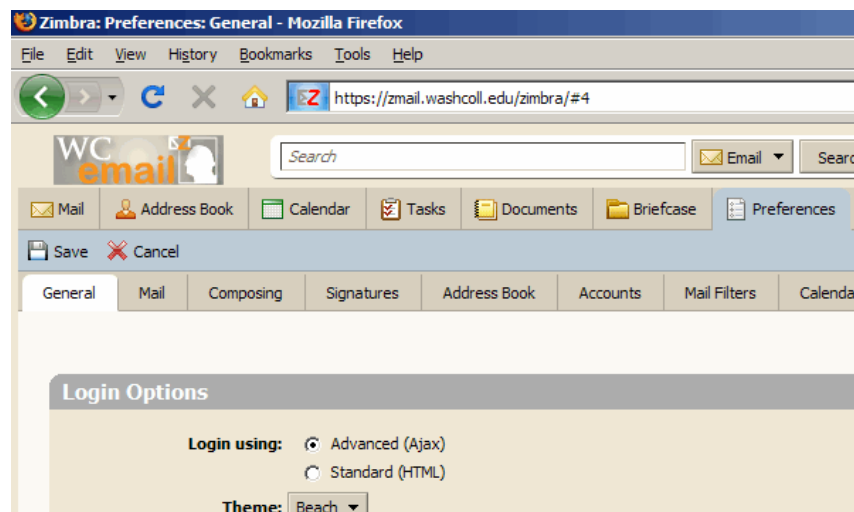 Zimbra: Preferences: General - Mozilla Firefox
File Edit View History Bookmarks Tools Help
https://zmail.washcoll.edu/zimbra/#4
WC
email
Search Email
Mail Address Book Calendar Tasks Documents Briefcase Preferences
Save Cancel
General Mail Composing Signatures Address Book Accounts Mail Filters
Login Options
Login using: Advanced (Ajax)
Standard (HTML)
Theme: Beach